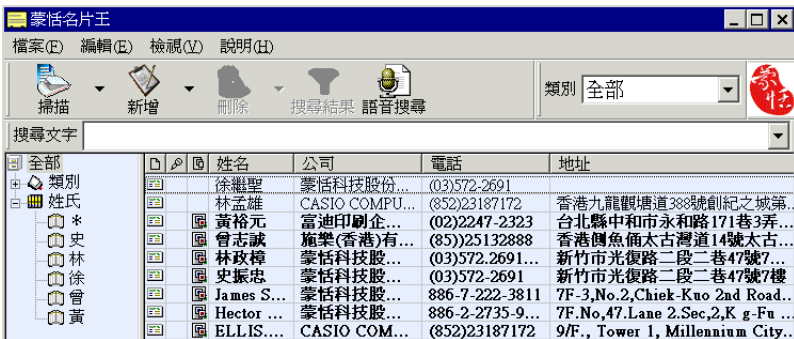 蒙恬名片王
檔案(F) 編輯(E) 檢視(V) 說明(H)
掃描 新增 刪除 搜尋結果 語音搜尋 類別 全部 蒙恬
搜尋文字
全部 姓名 公司 電話 地址
類別 徐繼聖 蒙恬科技股份... (03)572-2691
姓氏 林孟雄 CASIO COMPU... (852)23187172 香港九龍觀塘道388號創紀之城第..
* 黃裕元 富迪印刷企... (02)2247-2323 台北縣中和市永和路171巷3弄...
史 曾志誠 施樂(香港)有... (85))25132888 香港側魚俑太古灣道14號太古...
林 林政樟 蒙恬科技股... (03)572.2691... 新竹市光復路二段二巷47號7...
徐 史振忠 蒙恬科技股... (03)572-2691 新竹市光復路二段二巷47號7樓
曾 James S... 蒙恬科技股... 886-7-222-3811 7F-3,No.2,Chiek-Kuo 2nd Road..
黃 Hector ... 蒙恬科技股... 886-2-2735-9... 7F.No,47.Lane 2.Sec,2,K g-Fu ...
ELLIS.... CASIO COM... (852)23187172 9/F., Tower 1, Millennium City..